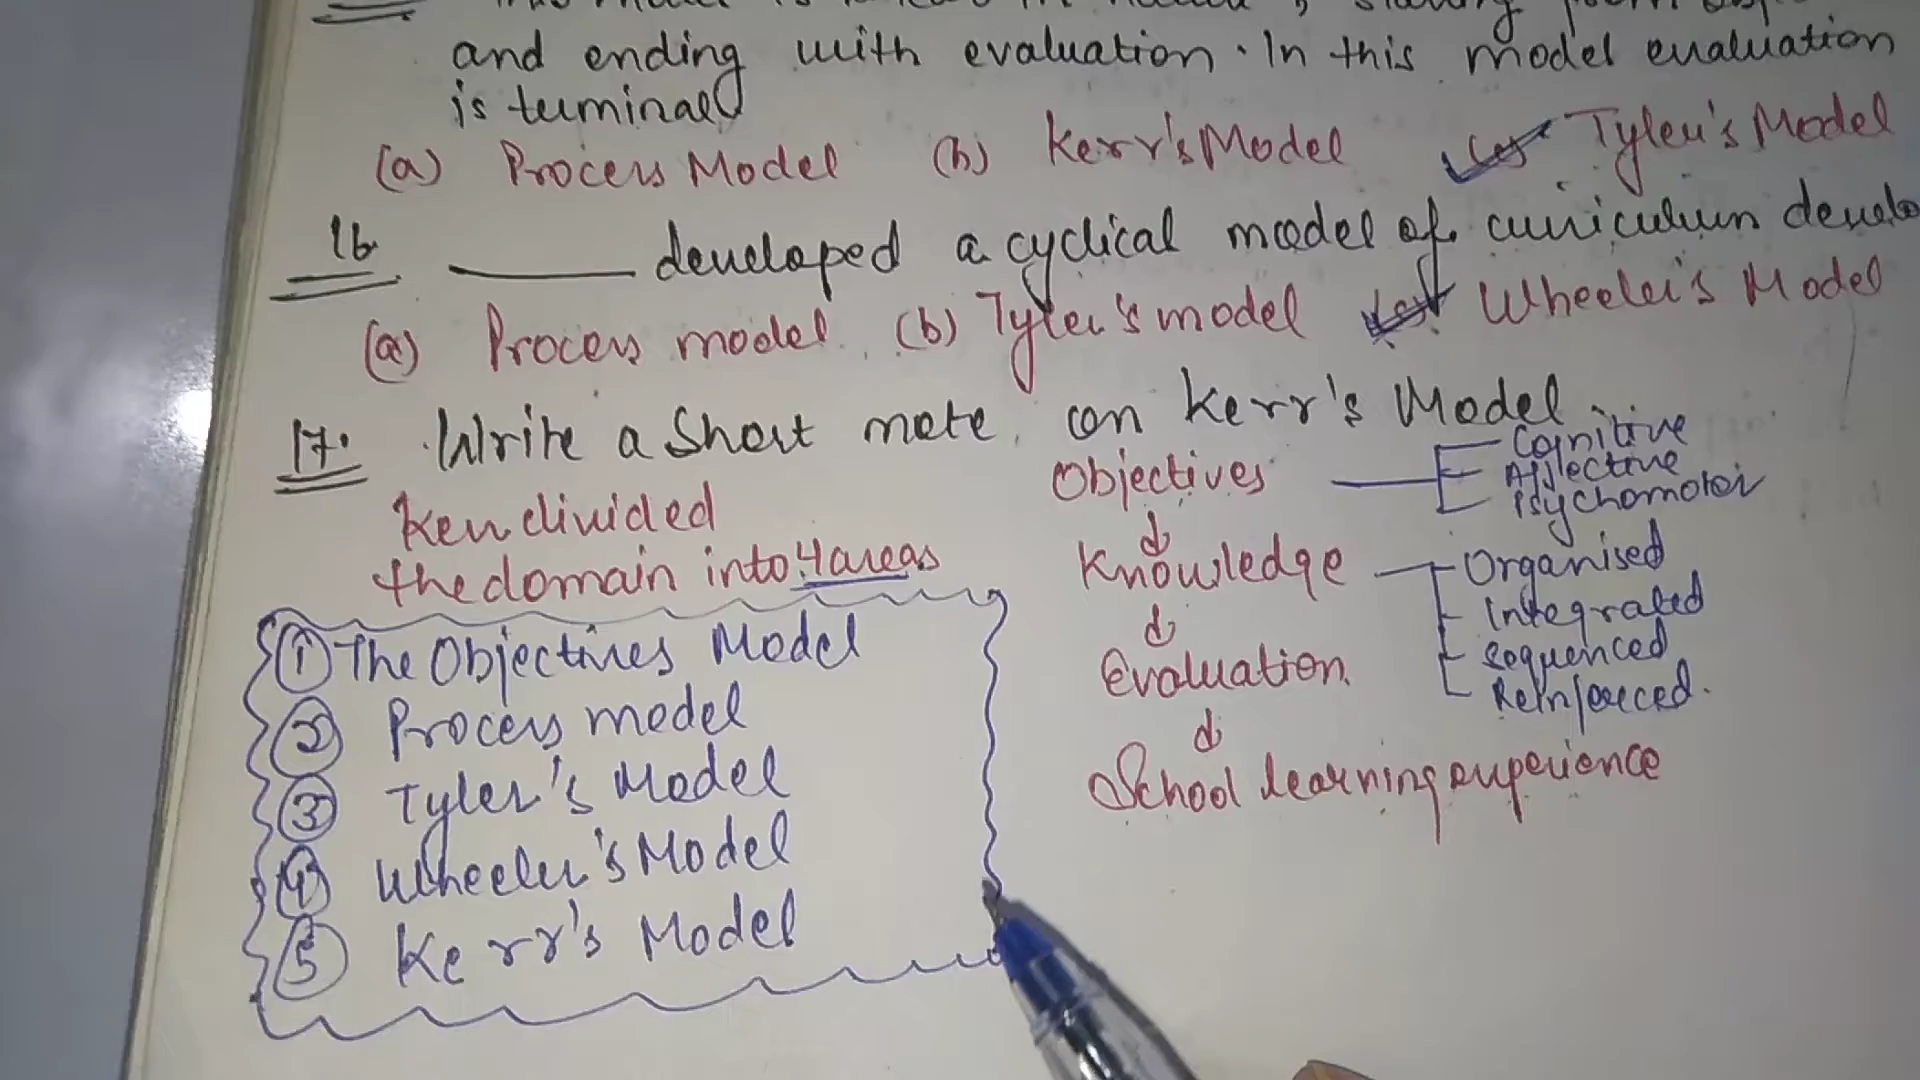 and ending with evaluation. In this model evaluation
is terminal
(a) Process Model (b) Kerr's Model (c) Tyler's Model
16 ______ developed a cyclical model of curriculum develo
(a) Process model (b) Tyler's model (c) Wheeler's Model
17. Write a Short note on Kerr's Model
Kerr divided
the domain into 4 areas
① The Objectives Model
② Process model
③ Tyler's Model
④ Wheeler's Model
⑤ Kerr's Model
Objectives
Cognitive
Affective
Psychomotor
Knowledge
Organised
Integrated
Sequenced
Reinforced.
Evaluation
School learning experience